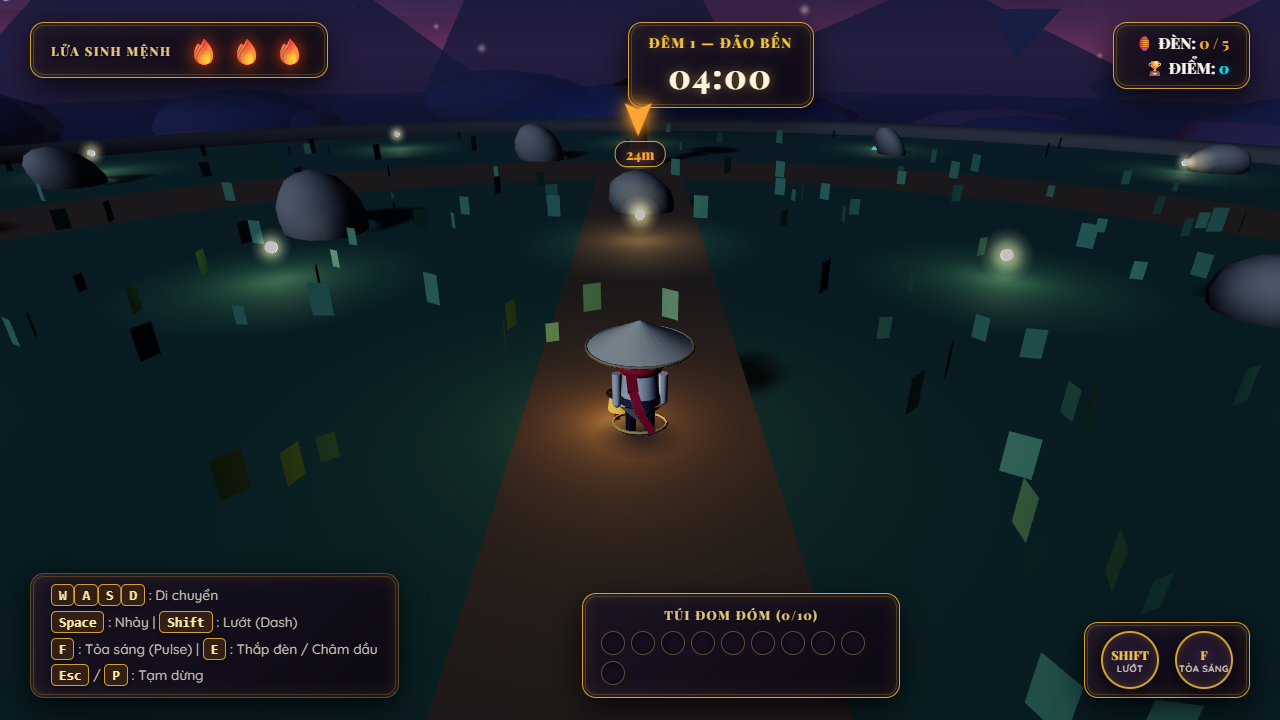 LỬA SINH MỆNH
ĐÊM 1 — ĐẢO BẾN
04:00
ĐÈN: 0 / 5
ĐIỂM: 0
24m
W A S D : Di chuyển
Space : Nhảy | Shift : Lướt (Dash)
F : Tỏa sáng (Pulse) | E : Thắp đèn / Châm dầu
Esc / P : Tạm dừng
TÚI ĐOM ĐÓM (0/10)
SHIFT
LƯỚT
F
TỎA SÁNG